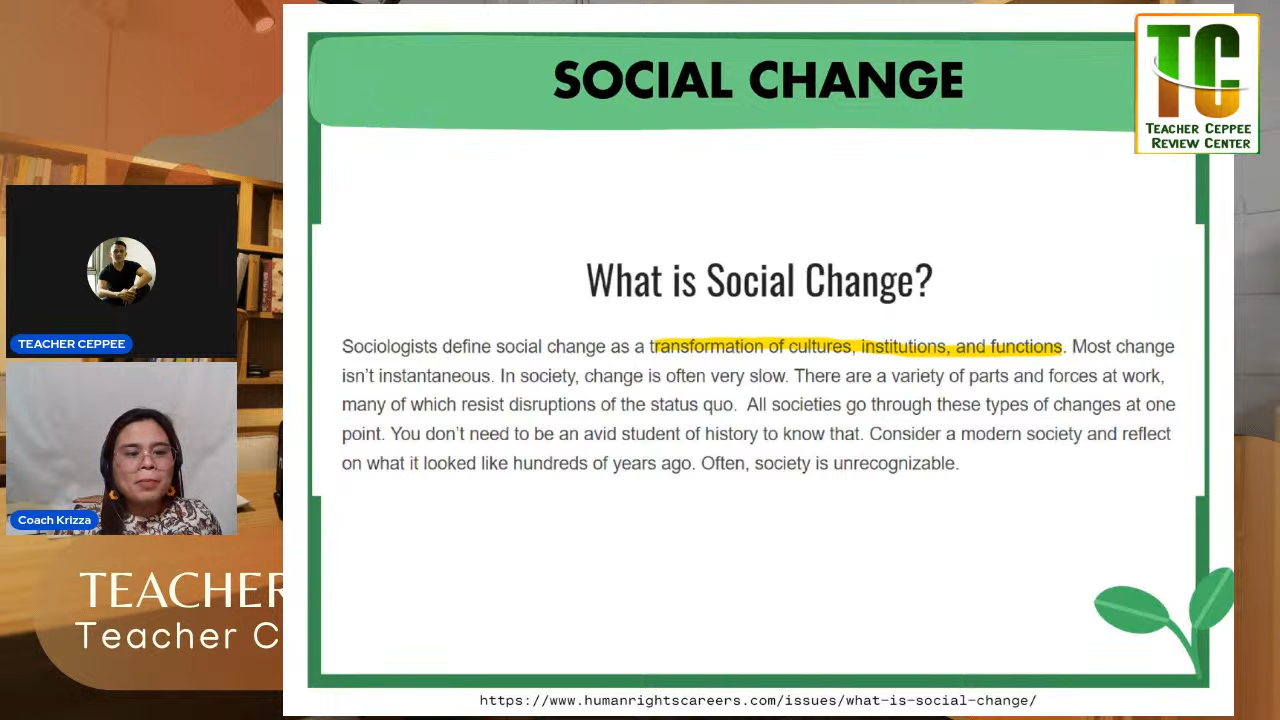 SOCIAL CHANGE
TC
TEACHER CEPPEE
REVIEW CENTER
What is Social Change?
Sociologists define social change as a transformation of cultures, institutions, and functions. Most change
isn’t instantaneous. In society, change is often very slow. There are a variety of parts and forces at work,
many of which resist disruptions of the status quo.  All societies go through these types of changes at one
point. You don’t need to be an avid student of history to know that. Consider a modern society and reflect
on what it looked like hundreds of years ago. Often, society is unrecognizable.
TEACHER CEPPEE
Coach Krizza
TEACHER
Teacher C
https://www.humanrightscareers.com/issues/what-is-social-change/